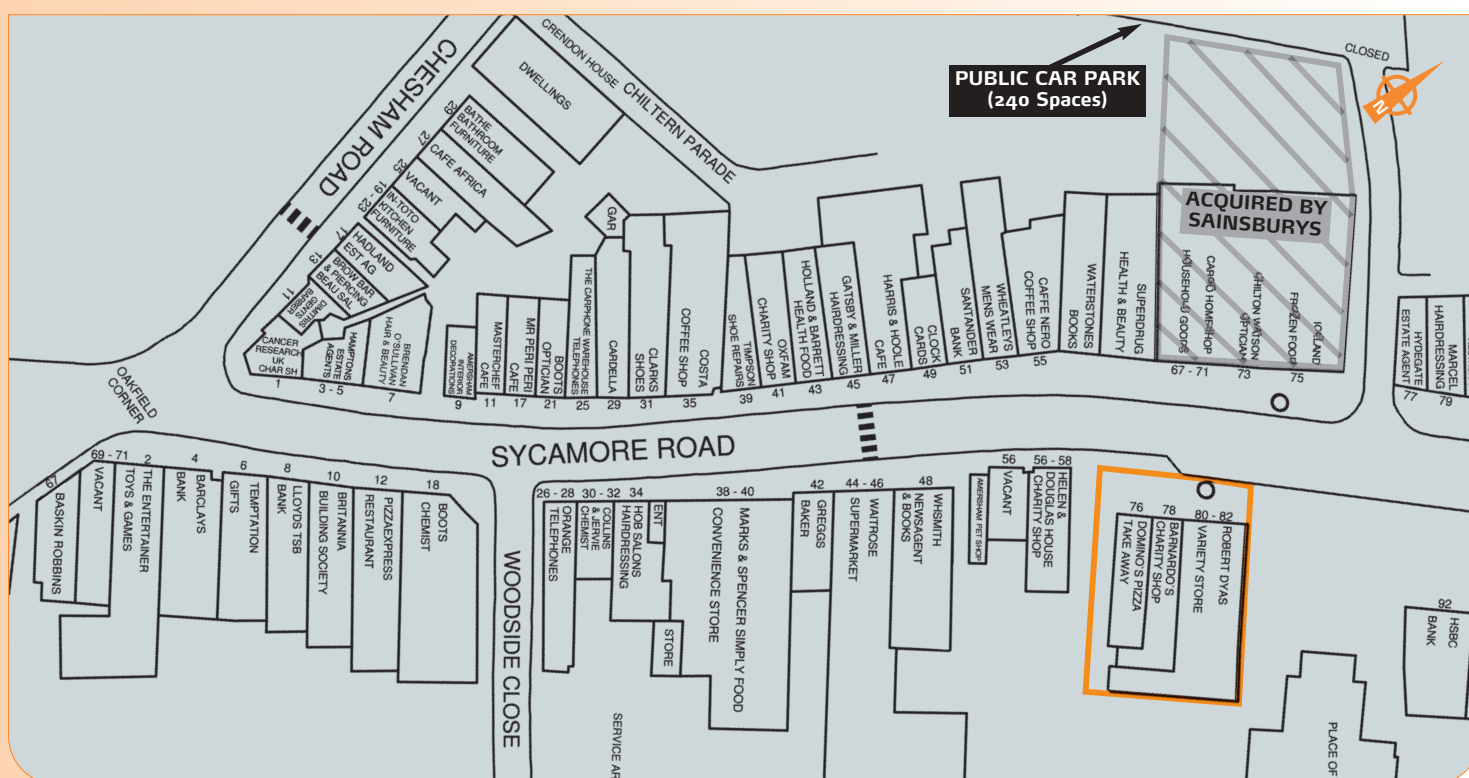 CHESHAM ROAD
CRENDON HOUSE
CHILTERN PARADE
DWELLINGS
PUBLIC CAR PARK
(240 Spaces)
CLOSED
N
ACQUIRED BY
SAINSBURYS
29
BATHE
BATHROOM
FURNITURE
27
CAFE AFRICA
25
VACANT
19 - 23
IN-TOTO
KITCHEN
FURNITURE
17
HADLAND
EST AG
13
BROW BAR
& PIERCING
BEAU SAL
11
DIMITRIS
GENTS
BARBER
CANCER
RESEARCH
UK
CHAR SH
1
HAMPTONS
ESTATE
AGENTS
3 - 5
BRENDAN
O'SULLIVAN
HAIR & BEAUTY
7
AMERSHAM
INTERIOR
DECORATIONS
9
MASTERCHEF
CAFE
11
MR PERI PERI
CAFE
17
BOOTS
OPTICIAN
21
THE CARPHONE WAREHOUSE
TELEPHONES
25
GAR
CARDELLA
29
CLARKS
SHOES
31
COSTA
COFFEE SHOP
35
TIMPSON
SHOE REPAIRS
39
OXFAM
CHARITY SHOP
41
HOLLAND & BARRETT
HEALTH FOOD
43
GATSBY & MILLER
HAIRDRESSING
45
HARRIS & HOOLE
CAFE
47
CLOCK
CARDS
49
SANTANDER
BANK
51
WHEATLEYS
MENS WEAR
53
CAFFE NERO
COFFEE SHOP
55
WATERSTONES
BOOKS
SUPERDRUG
HEALTH & BEAUTY
CARGO HOMESHOP
HOUSEHOLD GOODS
67 - 71
CHILTON WATSON
OPTICIAN
73
ICELAND
FROZEN FOOD
75
HYDEGATE
ESTATE AGENT
77
MARCEL
HAIRDRESSING
79
OAKFIELD
CORNER
SYCAMORE ROAD
WOODSIDE CLOSE
67
BASKIN ROBBINS
69 - 71
VACANT
2
THE ENTERTAINER
TOYS & GAMES
4
BARCLAYS
BANK
6
TEMPTATION
GIFTS
8
LLOYDS TSB
BANK
10
BRITANNIA
BUILDING SOCIETY
12
PIZZAEXPRESS
RESTAURANT
18
BOOTS
CHEMIST
26 - 28
ORANGE
TELEPHONES
30 - 32
COLLINS
& JERVIE
CHEMIST
34
HOB SALONS
HAIRDRESSING
ENT
STORE
SERVICE AR
38 - 40
MARKS & SPENCER SIMPLY FOOD
CONVENIENCE STORE
42
GREGGS
BAKER
44 - 46
WAITROSE
SUPERMARKET
48
WHSMITH
NEWSAGENT
& BOOKS
AMERSHAM PET SHOP
56
VACANT
56 - 58
HELEN &
DOUGLAS HOUSE
CHARITY SHOP
76
DOMINO'S PIZZA
TAKE AWAY
78
BARNARDO'S
CHARITY SHOP
80 - 82
ROBERT DYAS
VARIETY STORE
PLACE OF
92
HSBC
BANK